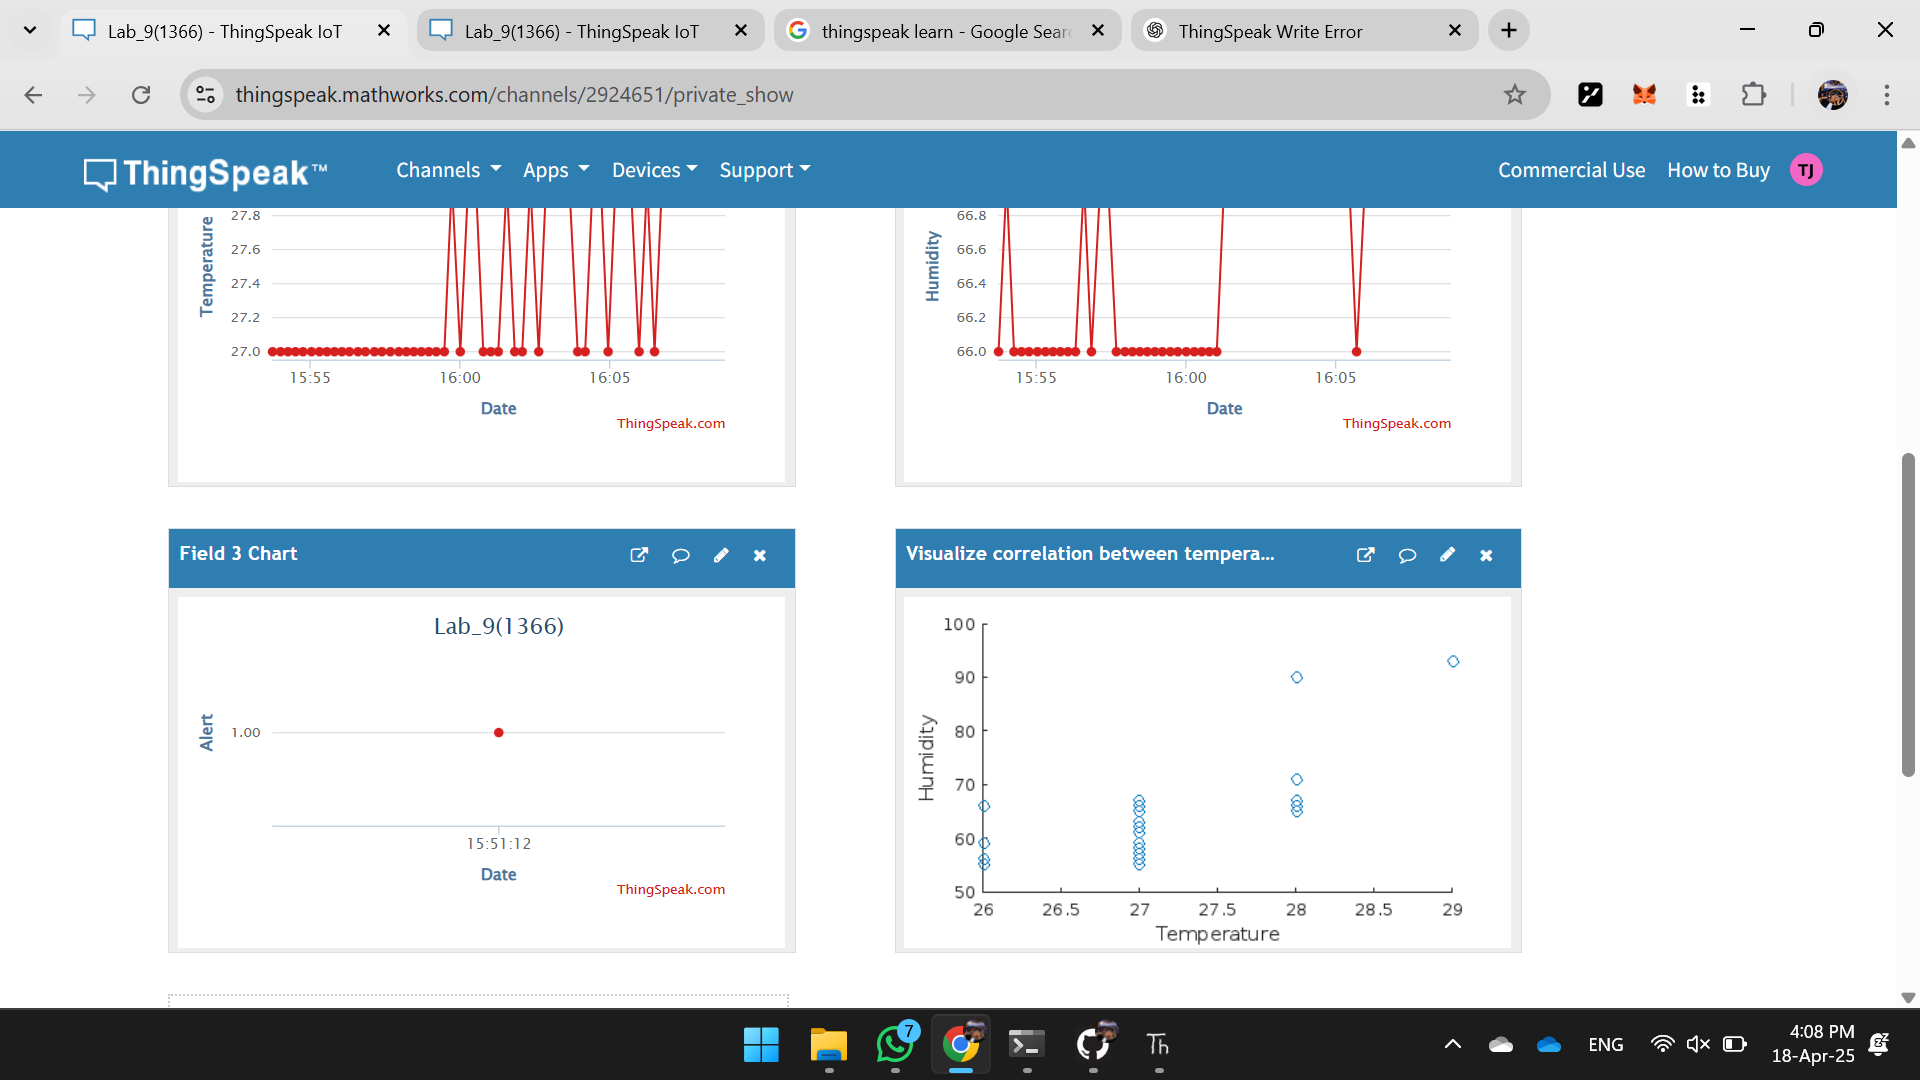 Lab_9(1366) - ThingSpeak IoT
Lab_9(1366) - ThingSpeak IoT
thingspeak learn - Google Sear
ThingSpeak Write Error
thingspeak.mathworks.com/channels/2924651/private_show
ThingSpeak™
Channels
Apps
Devices
Support
Commercial Use
How to Buy
TJ
Temperature
27.8
27.6
27.4
27.2
27.0
15:55
16:00
16:05
Date
ThingSpeak.com
Humidity
66.8
66.6
66.4
66.2
66.0
15:55
16:00
16:05
Date
ThingSpeak.com
Field 3 Chart
Lab_9(1366)
Alert
1.00
15:51:12
Date
ThingSpeak.com
Visualize correlation between tempera...
Humidity
100
90
80
70
60
50
26
26.5
27
27.5
28
28.5
29
Temperature
7
Th
ENG
4:08 PM
18-Apr-25